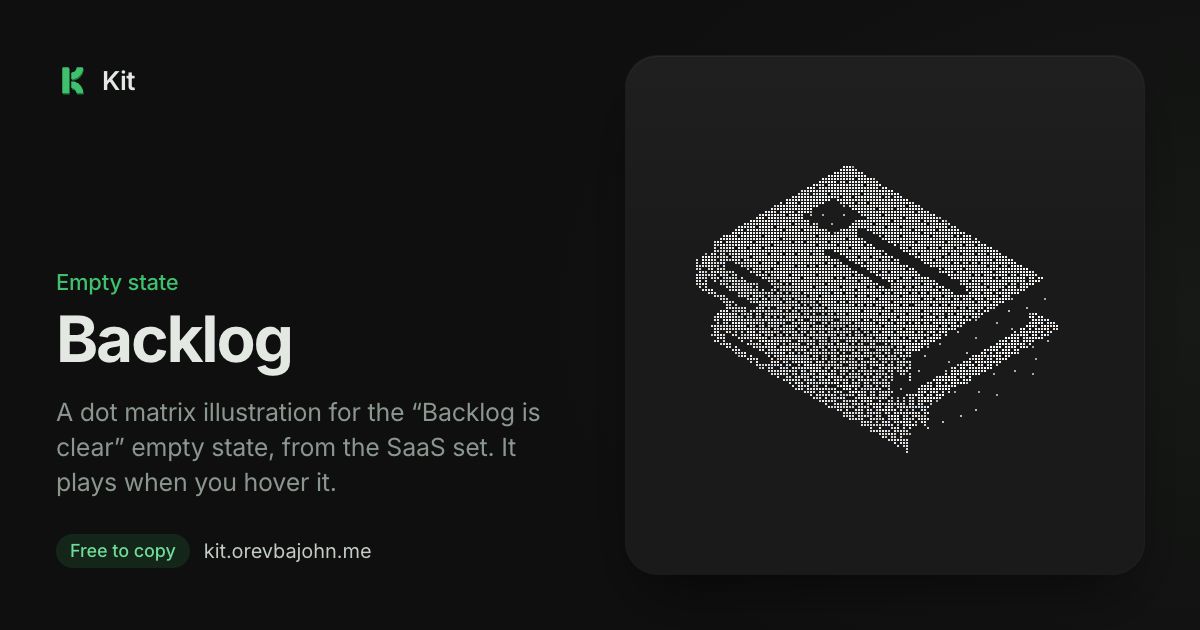 Kit
Empty state
Backlog
A dot matrix illustration for the “Backlog is
clear” empty state, from the SaaS set. It
plays when you hover it.
Free to copy
kit.orevbajohn.me